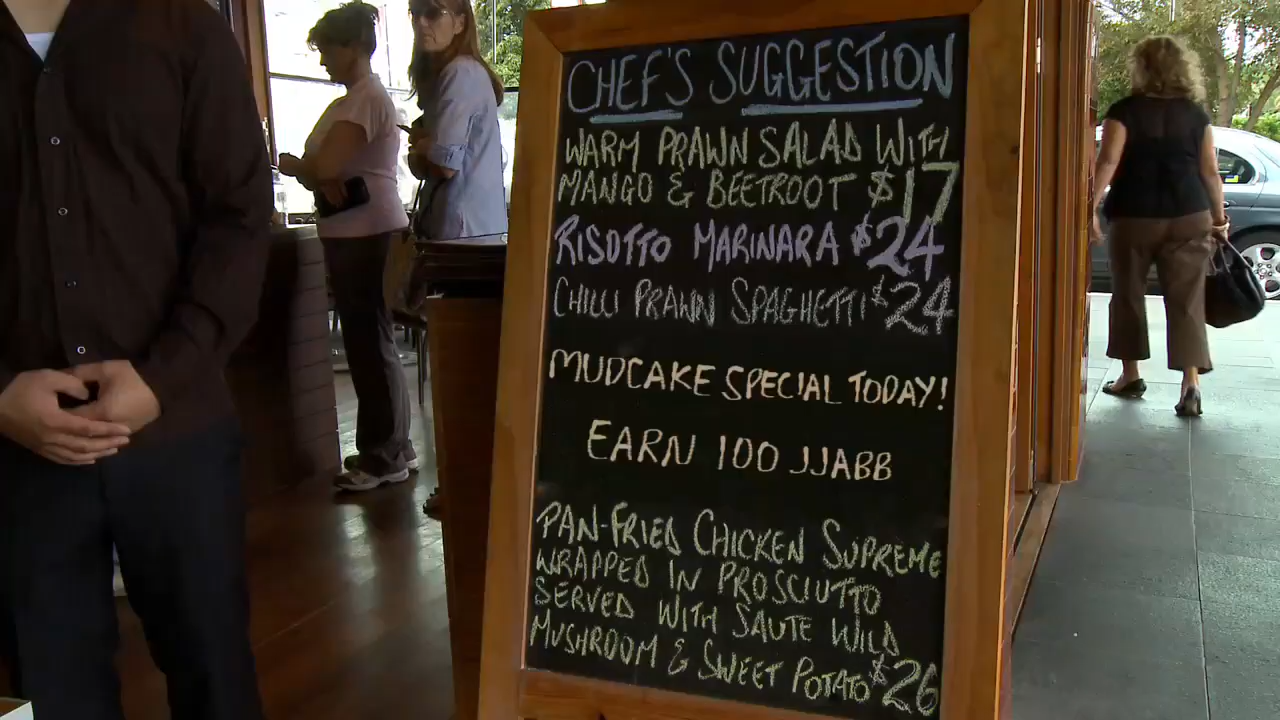 CHEF'S SUGGESTION
WARM PRAWN SALAD WITH
MANGO & BEETROOT $17
RISOTTO MARINARA $24
CHILLI PRAWN SPAGHETTI $24
MUDCAKE SPECIAL TODAY!
EARN 100 JJABB
PAN-FRIED CHICKEN SUPREME
WRAPPED IN PROSCIUTTO
SERVED WITH SAUTE WILD
MUSHROOM & SWEET POTATO $26